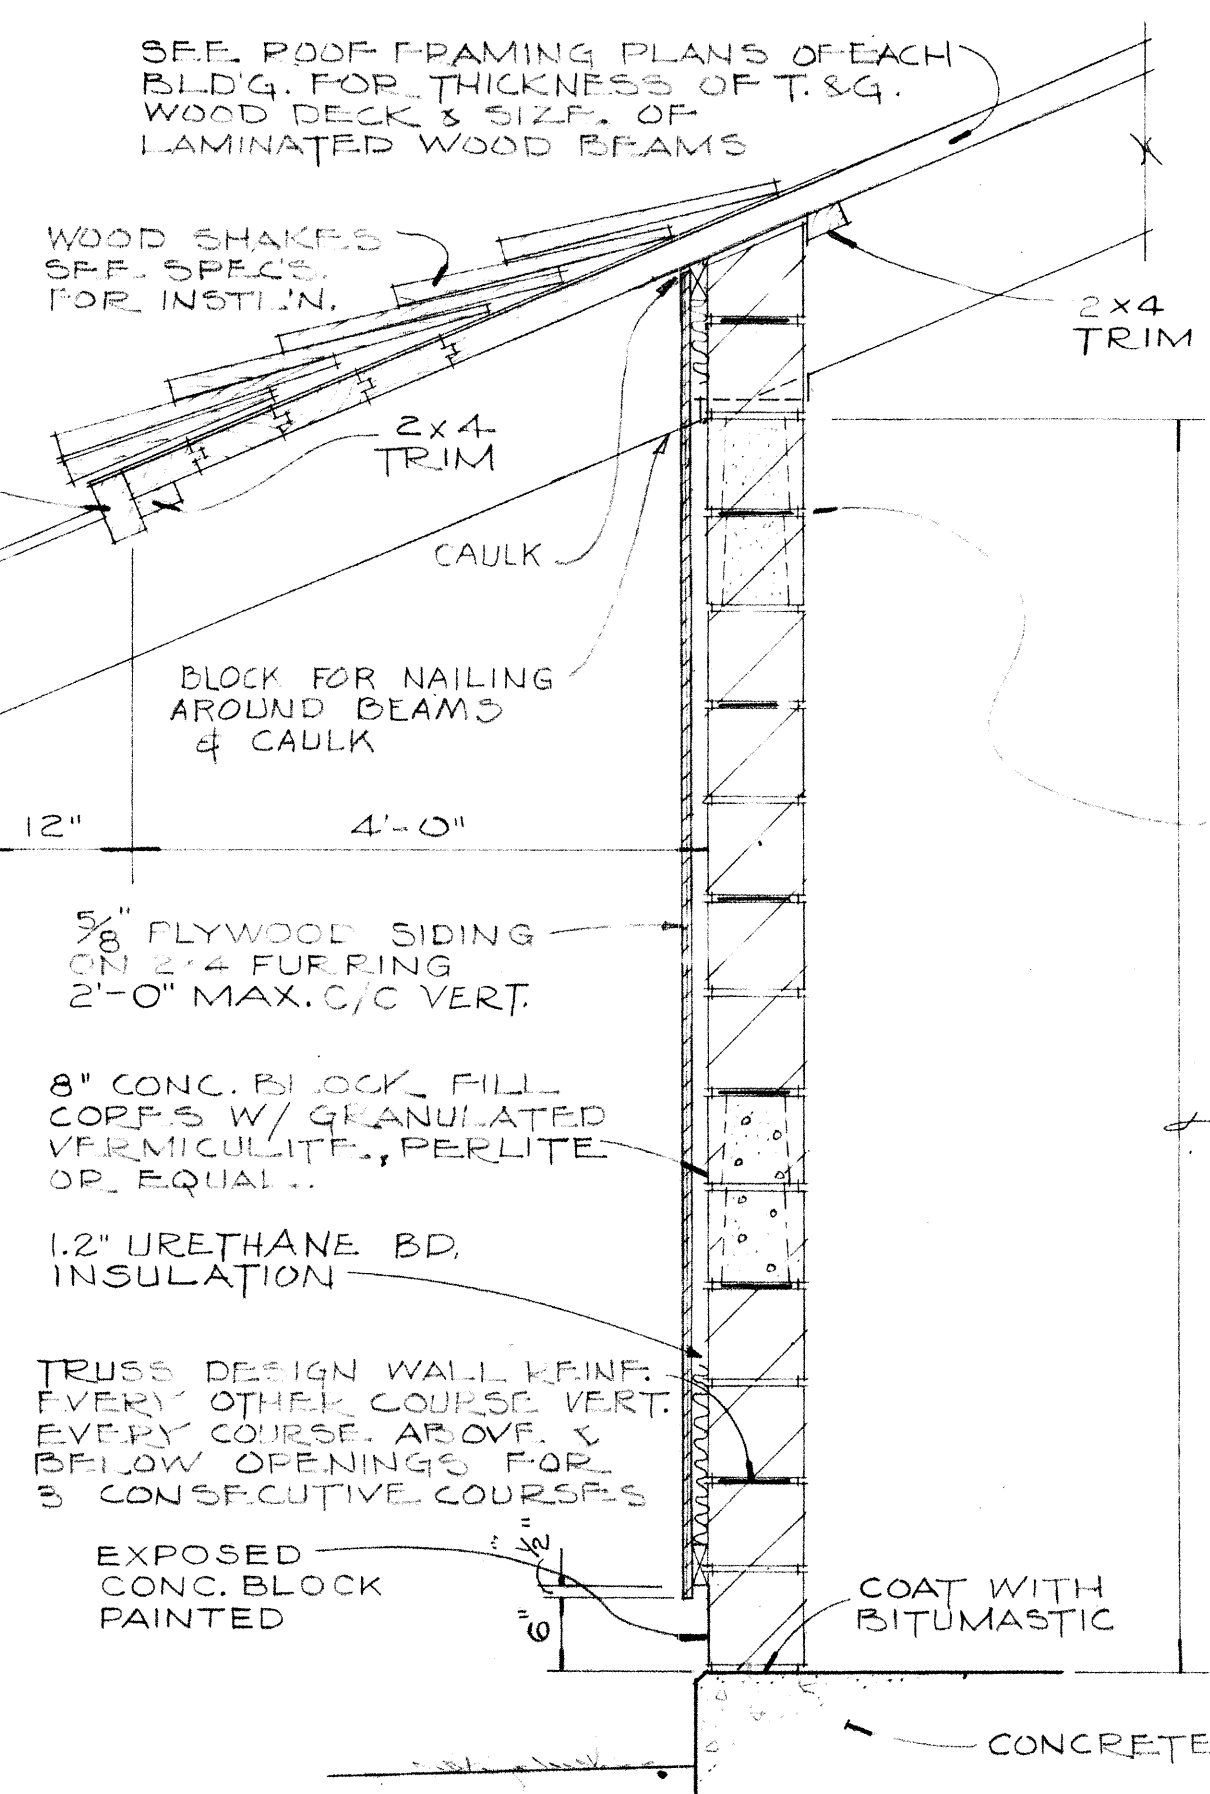 SEE ROOF FRAMING PLANS OF EACH
BLD'G. FOR THICKNESS OF T.&G.
WOOD DECK & SIZE OF
LAMINATED WOOD BEAMS
WOOD SHAKES
SEE SPEC'S.
FOR INSTL'N.
2x4
TRIM
2x4
TRIM
CAULK
BLOCK FOR NAILING
AROUND BEAMS
& CAULK
12"
4'-0"
5/8" PLYWOOD SIDING
ON 2x4 FURRING
2'-0" MAX. C/C VERT.
8" CONC. BLOCK FILL
CORES W/ GRANULATED
VERMICULITE, PERLITE
OR EQUAL.
1.2" URETHANE BD.
INSULATION
TRUSS DESIGN WALL REINF.
EVERY OTHER COURSE VERT.
EVERY COURSE ABOVE &
BELOW OPENINGS FOR
3 CONSECUTIVE COURSES
1/2"
6"
EXPOSED
CONC. BLOCK
PAINTED
COAT WITH
BITUMASTIC
CONCRETE